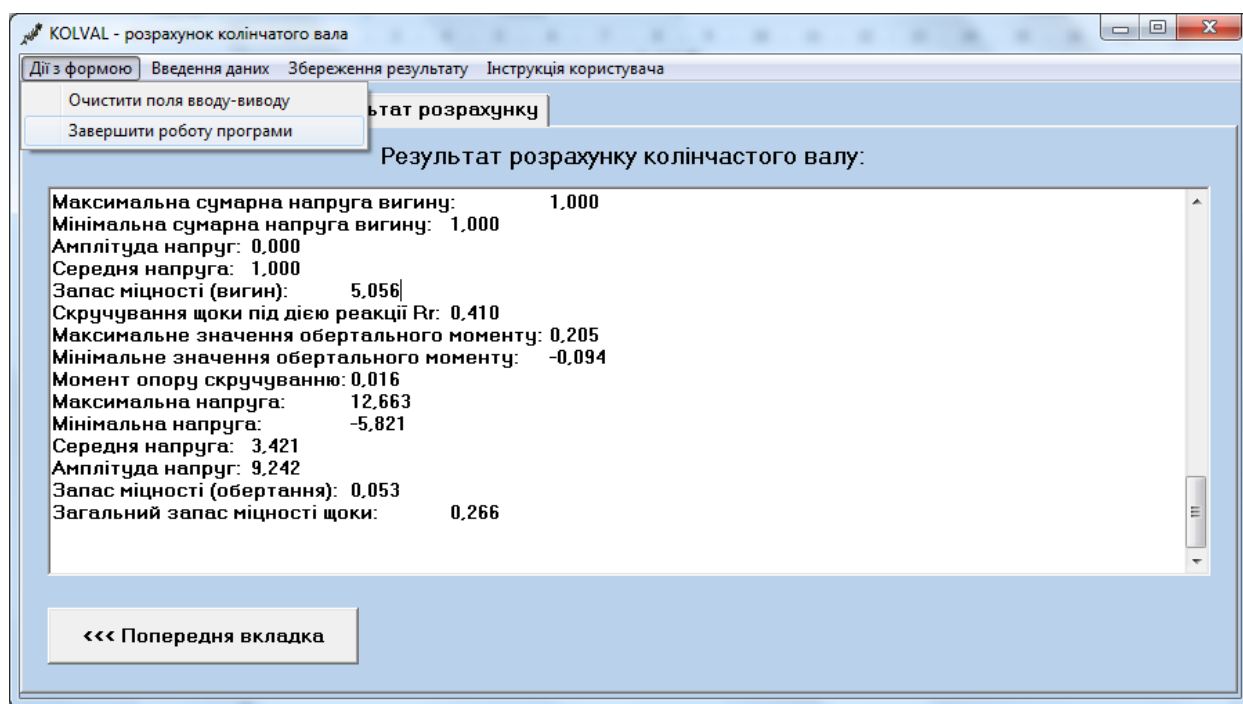 KOLVAL - розрахунок колінчатого вала
Дії з формою Введення даних Збереження результату Інструкція користувача
Очистити поля вводу-виводу
Завершити роботу програми
ьтат розрахунку
Результат розрахунку колінчастого валу:
Максимальна сумарна напруга вигину: 1,000
Мінімальна сумарна напруга вигину: 1,000
Амплітуда напруг: 0,000
Середня напруга: 1,000
Запас міцності (вигин): 5,056
Скручування щоки під дією реакції Rr: 0,410
Максимальне значення обертального моменту: 0,205
Мінімальне значення обертального моменту: -0,094
Момент опору скручуванню: 0,016
Максимальна напруга: 12,663
Мінімальна напруга: -5,821
Середня напруга: 3,421
Амплітуда напруг: 9,242
Запас міцності (обертання): 0,053
Загальний запас міцності щоки: 0,266
<<< Попередня вкладка